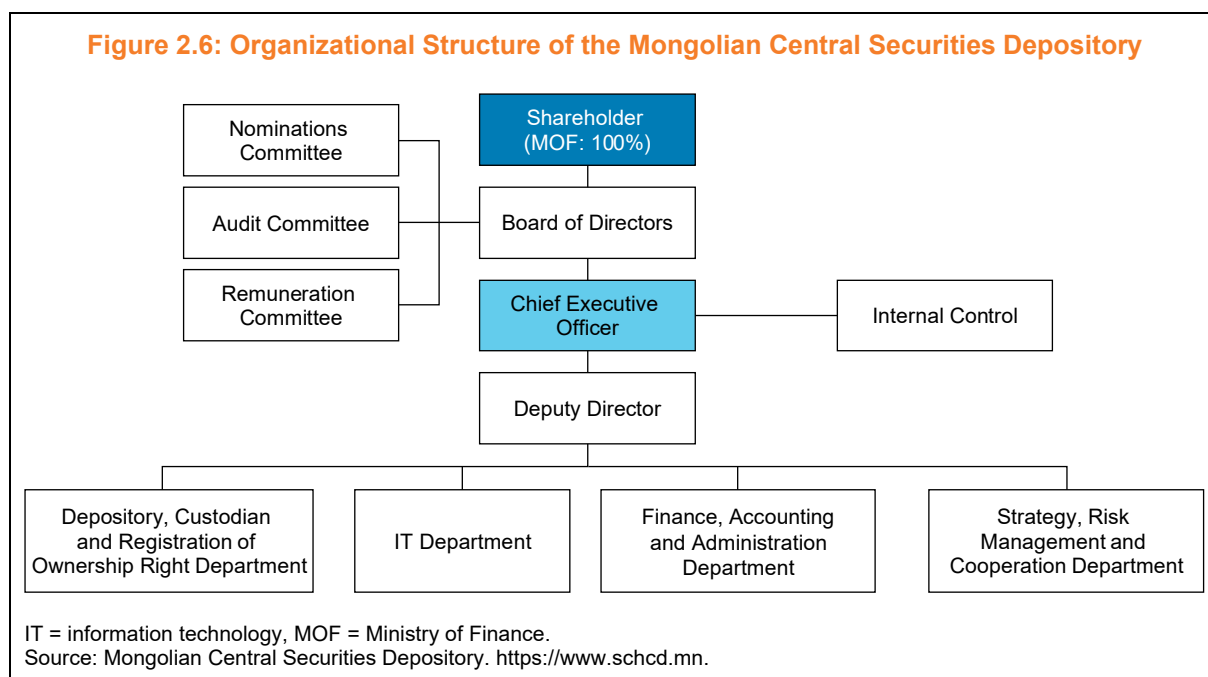 Figure 2.6: Organizational Structure of the Mongolian Central Securities Depository
Shareholder
(MOF: 100%)
Nominations
Committee
Audit Committee
Board of Directors
Remuneration
Committee
Chief Executive
Officer
Internal Control
Deputy Director
Depository, Custodian
and Registration of
Ownership Right Department
IT Department
Finance, Accounting
and Administration
Department
Strategy, Risk
Management and
Cooperation Department
IT = information technology, MOF = Ministry of Finance.
Source: Mongolian Central Securities Depository. https://www.schcd.mn.